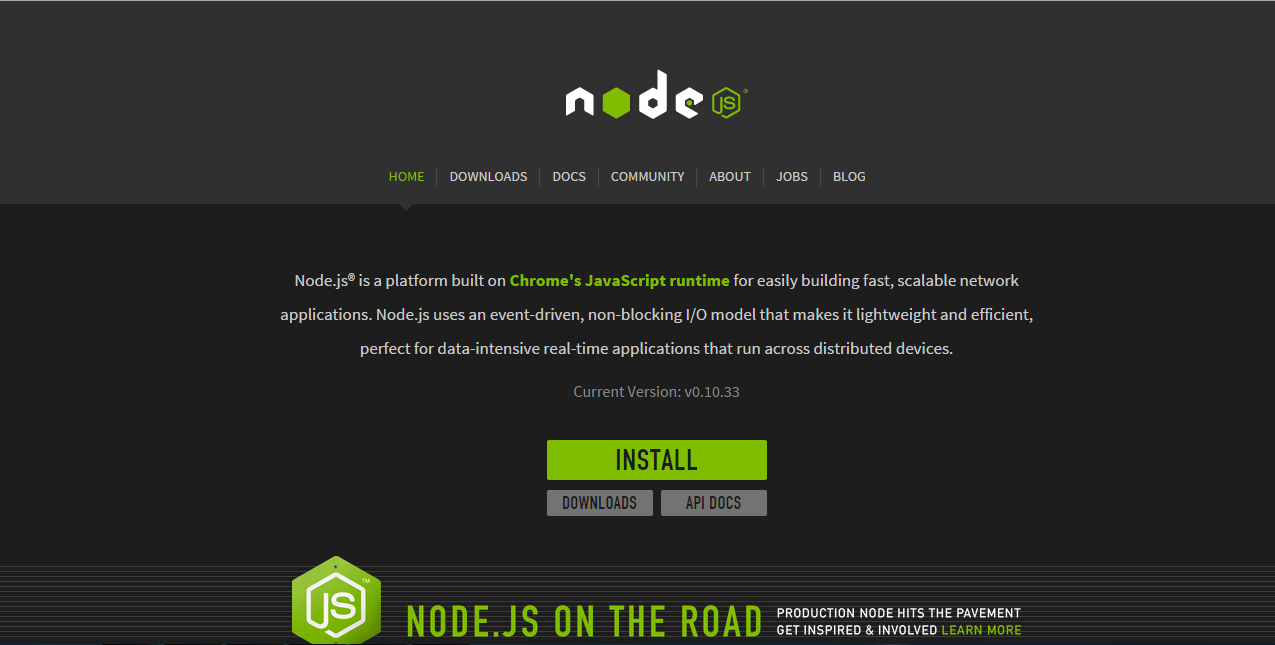 node JS ®
HOME DOWNLOADS DOCS COMMUNITY ABOUT JOBS BLOG
Node.js® is a platform built on Chrome's JavaScript runtime for easily building fast, scalable network
applications. Node.js uses an event-driven, non-blocking I/O model that makes it lightweight and efficient,
perfect for data-intensive real-time applications that run across distributed devices.
Current Version: v0.10.33
INSTALL
DOWNLOADS API DOCS
JS ™
NODE.JS ON THE ROAD
PRODUCTION NODE HITS THE PAVEMENT
GET INSPIRED & INVOLVED LEARN MORE